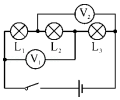 V₂
L₁ L₂ L₃
V₁